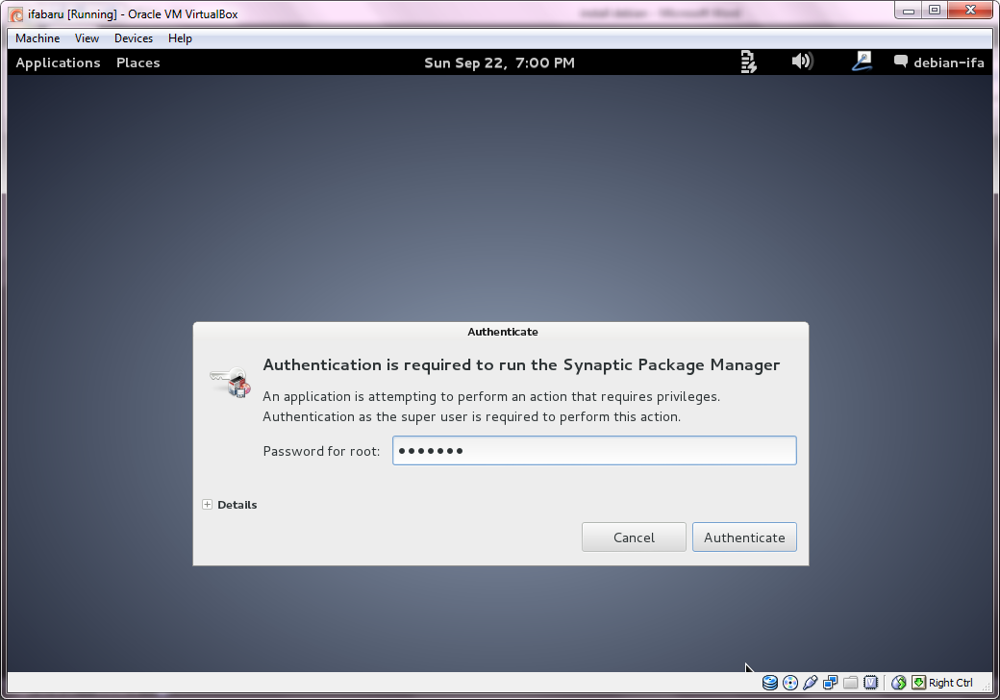 ifabaru [Running] - Oracle VM VirtualBox
Machine View Devices Help
Applications Places Sun Sep 22, 7:00 PM debian-ifa
Authenticate
Authentication is required to run the Synaptic Package Manager
An application is attempting to perform an action that requires privileges.
Authentication as the super user is required to perform this action.
Password for root: •••••••
Details
Cancel Authenticate
Right Ctrl